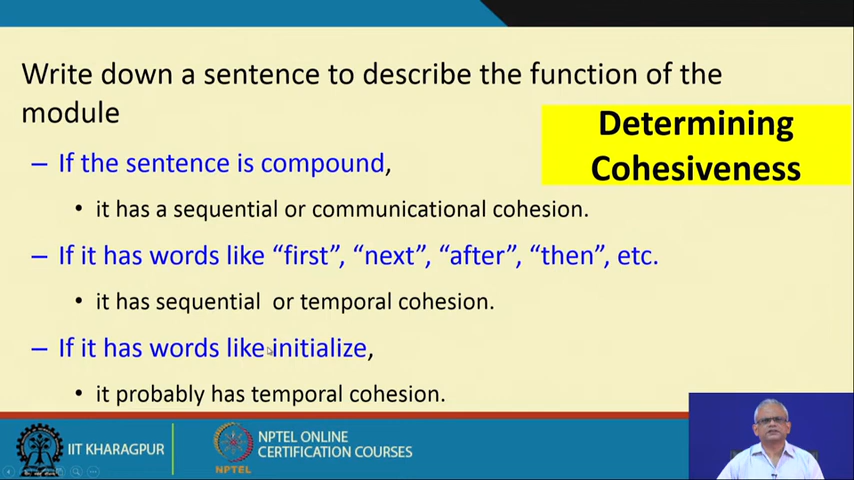 Write down a sentence to describe the function of the
module
Determining
Cohesiveness
– If the sentence is compound,
• it has a sequential or communicational cohesion.
– If it has words like “first”, “next”, “after”, “then”, etc.
• it has sequential or temporal cohesion.
– If it has words like initialize,
• it probably has temporal cohesion.
IIT KHARAGPUR
NPTEL
NPTEL ONLINE
CERTIFICATION COURSES